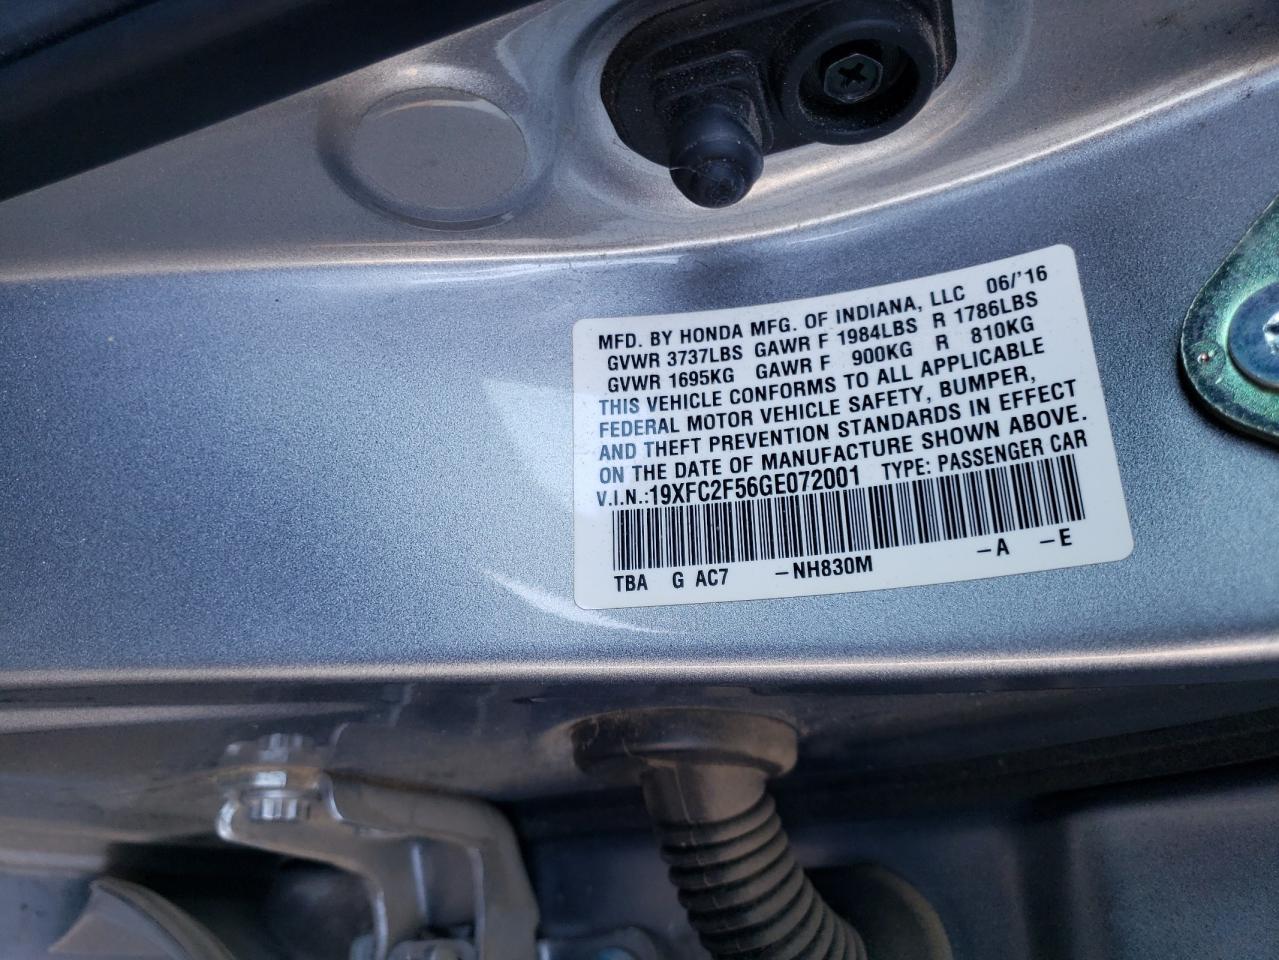 MFD. BY HONDA MFG. OF INDIANA, LLC 06/'16
GVWR 3737LBS GAWR F 1984LBS R 1786LBS
GVWR 1695KG GAWR F 900KG R 810KG
THIS VEHICLE CONFORMS TO ALL APPLICABLE
FEDERAL MOTOR VEHICLE SAFETY, BUMPER,
AND THEFT PREVENTION STANDARDS IN EFFECT
ON THE DATE OF MANUFACTURE SHOWN ABOVE.
V.I.N.:19XFC2F56GE072001 TYPE: PASSENGER CAR
TBA G AC7 -NH830M -A -E